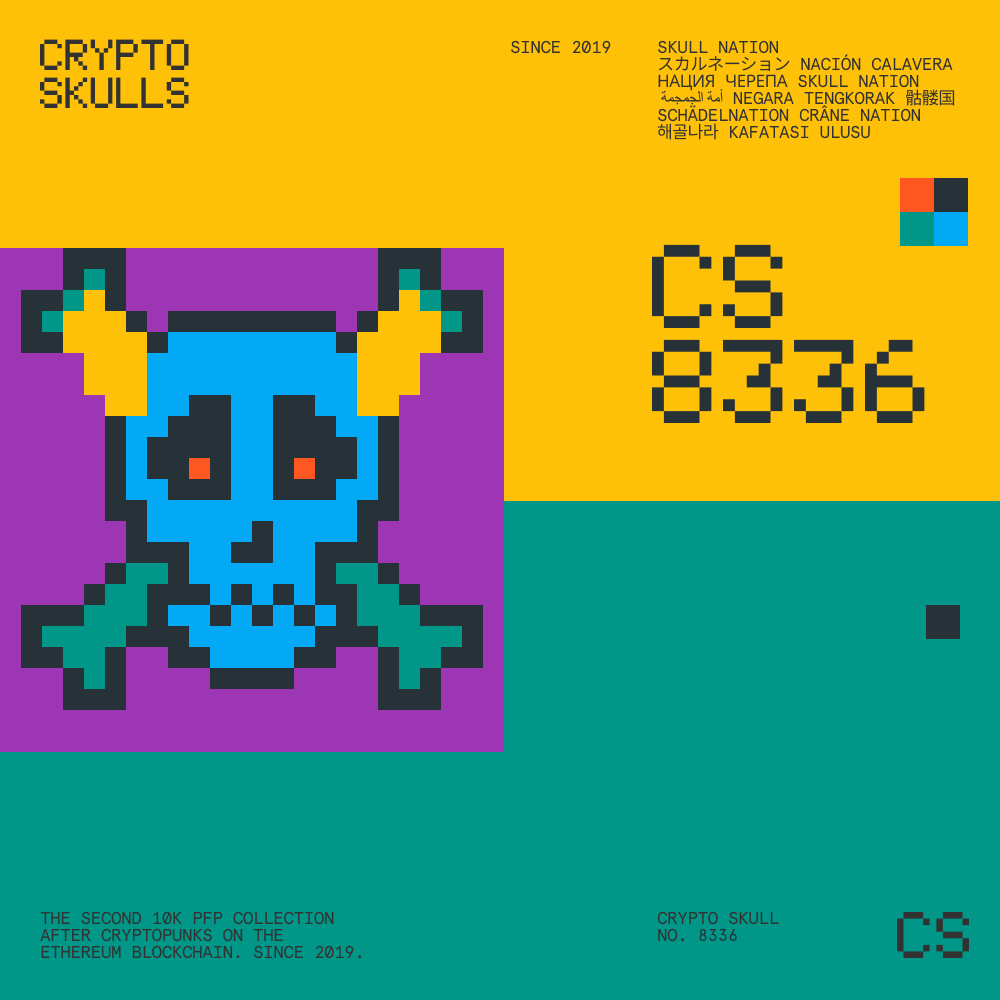 CRYPTO
SKULLS
SINCE 2019
SKULL NATION
スカルネーション NACIÓN CALAVERA
НАЦИЯ ЧЕРЕПА SKULL NATION
أمة الجمجمة NEGARA TENGKORAK 骷髅国
SCHÄDELNATION CRÂNE NATION
해골나라 KAFATASI ULUSU
CS
8336
THE SECOND 10K PFP COLLECTION
AFTER CRYPTOPUNKS ON THE
ETHEREUM BLOCKCHAIN. SINCE 2019.
CRYPTO SKULL
NO. 8336
CS